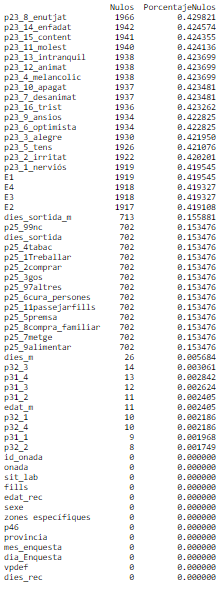 Nulos PorcentajeNulos
p23_8_enutjat 1966 0.429821
p23_14_enfadat 1942 0.424574
p23_15_content 1941 0.424355
p23_11_molest 1940 0.424136
p23_13_intranquil 1938 0.423699
p23_12_animat 1938 0.423699
p23_4_melancolic 1938 0.423699
p23_10_apagat 1937 0.423481
p23_7_desanimat 1937 0.423481
p23_16_trist 1936 0.423262
p23_9_ansios 1934 0.422825
p23_6_optimista 1934 0.422825
p23_3_alegre 1930 0.421950
p23_5_tens 1926 0.421076
p23_2_irritat 1922 0.420201
p23_1_nerviós 1919 0.419545
E1 1919 0.419545
E4 1918 0.419327
E3 1918 0.419327
E2 1917 0.419108
dies_sortida_m 713 0.155881
p25_99nc 702 0.153476
dies_sortida 702 0.153476
p25_4tabac 702 0.153476
p25_1Treballar 702 0.153476
p25_2comprar 702 0.153476
p25_3gos 702 0.153476
p25_97altres 702 0.153476
p25_6cura_persones 702 0.153476
p25_11passejarfills 702 0.153476
p25_5premsa 702 0.153476
p25_8compra_familiar 702 0.153476
p25_7metge 702 0.153476
p25_9alimentar 702 0.153476
dies_m 26 0.005684
p32_3 14 0.003061
p31_4 13 0.002842
p31_3 12 0.002624
p31_2 11 0.002405
edat_m 11 0.002405
p32_1 10 0.002186
p32_4 10 0.002186
p31_1 9 0.001968
p32_2 8 0.001749
id_onada 0 0.000000
onada 0 0.000000
sit_lab 0 0.000000
fills 0 0.000000
edat_rec 0 0.000000
sexe 0 0.000000
zones específiques 0 0.000000
p46 0 0.000000
provincia 0 0.000000
mes_enquesta 0 0.000000
dia_Enquesta 0 0.000000
vpdef 0 0.000000
dies_rec 0 0.000000